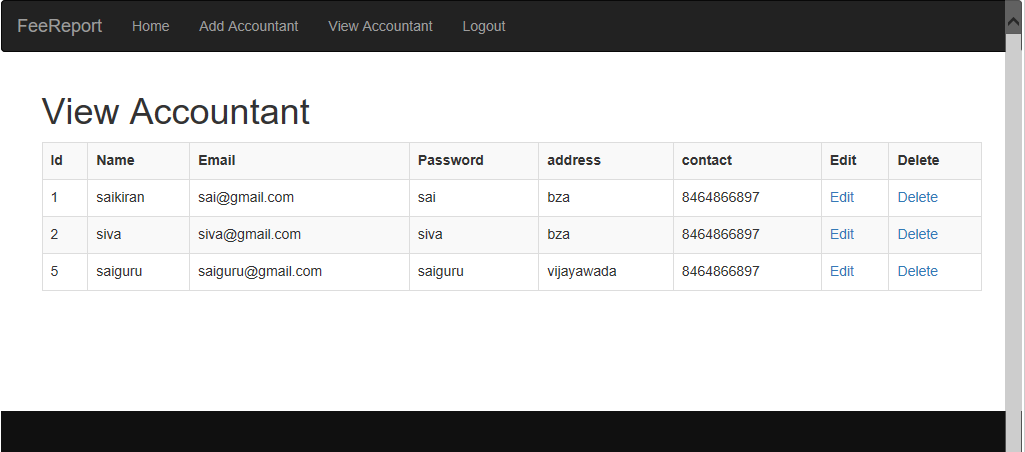 FeeReport Home Add Accountant View Accountant Logout
View Accountant
Id Name Email Password address contact Edit Delete
1 saikiran sai@gmail.com sai bza 8464866897 Edit Delete
2 siva siva@gmail.com siva bza 8464866897 Edit Delete
5 saiguru saiguru@gmail.com saiguru vijayawada 8464866897 Edit Delete